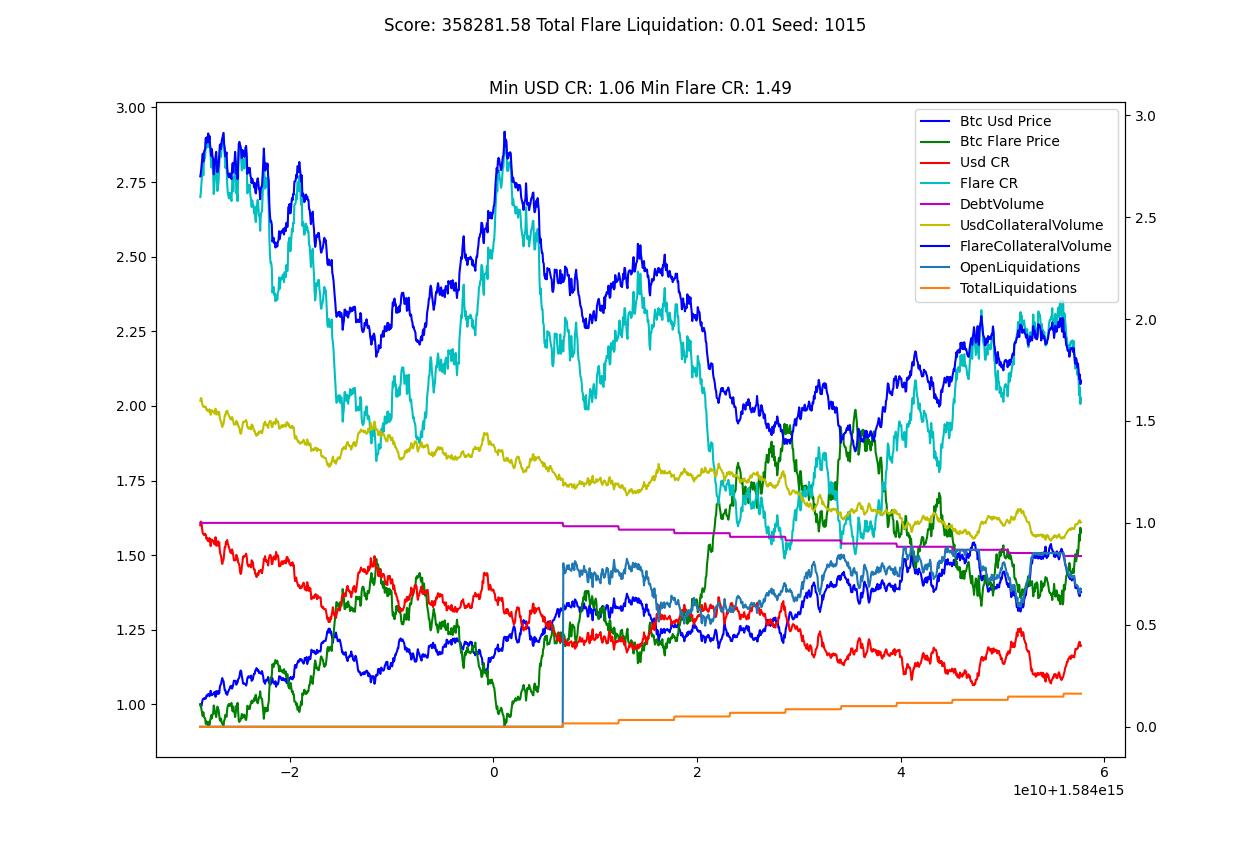 Score: 358281.58 Total Flare Liquidation: 0.01 Seed: 1015
Min USD CR: 1.06 Min Flare CR: 1.49
3.00
2.75
2.50
2.25
2.00
1.75
1.50
1.25
1.00
3.0
2.5
2.0
1.5
1.0
0.5
0.0
Btc Usd Price
Btc Flare Price
Usd CR
Flare CR
DebtVolume
UsdCollateralVolume
FlareCollateralVolume
OpenLiquidations
TotalLiquidations
−2 0 2 4 6
1e10+1.584e15